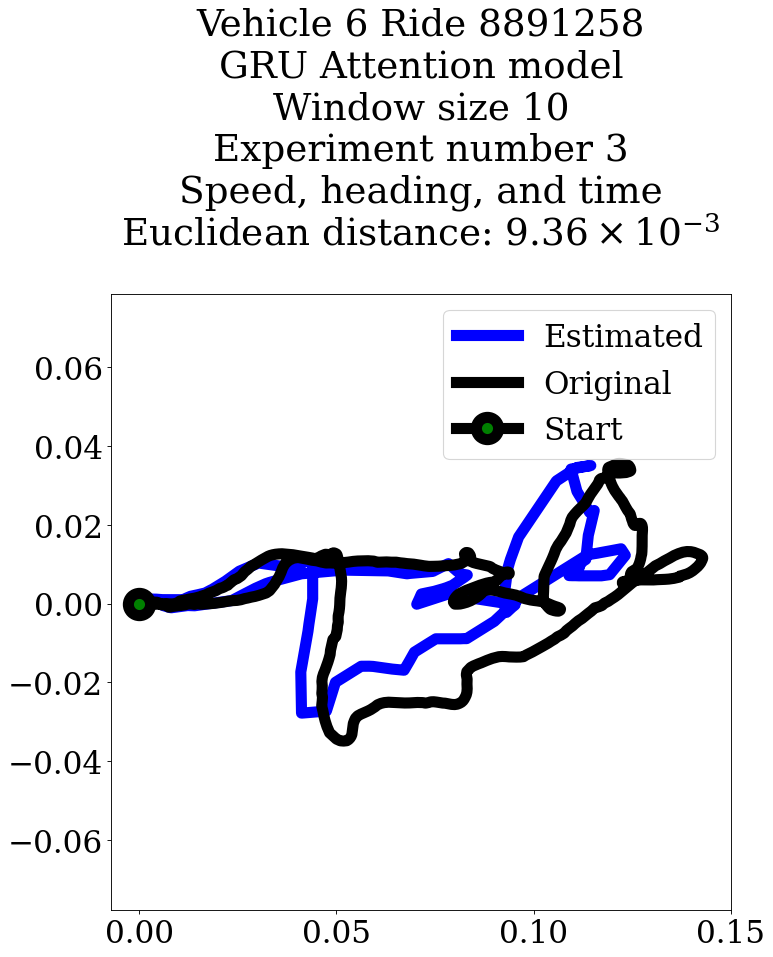 Vehicle 6 Ride 8891258
GRU Attention model
Window size 10
Experiment number 3
Speed, heading, and time
Euclidean distance: 9.36 × 10⁻³
Estimated
Original
Start
0.06
0.04
0.02
0.00
−0.02
−0.04
−0.06
0.00 0.05 0.10 0.15